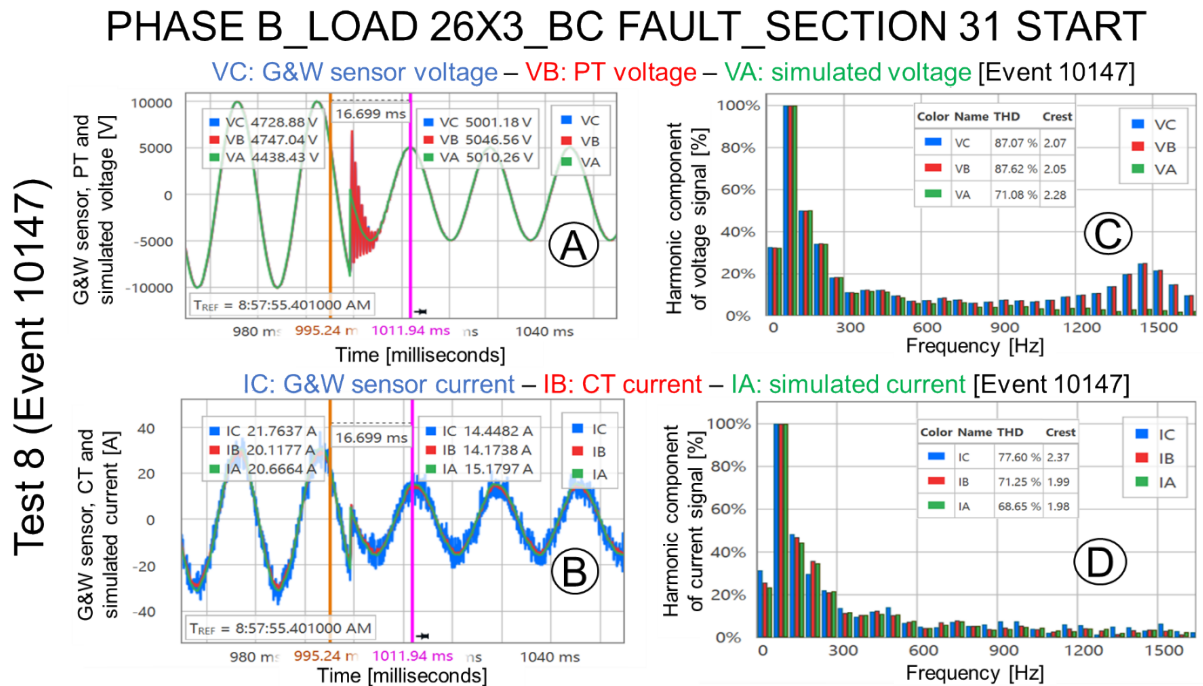 PHASE B_LOAD 26X3_BC FAULT_SECTION 31 START
Test 8 (Event 10147)
VC: G&W sensor voltage – VB: PT voltage – VA: simulated voltage [Event 10147]
G&W sensor, PT and
simulated voltage [V]
10000
5000
0
-5000
-10000
16.699 ms
VC 4728.88 V
VB 4747.04 V
VA 4438.43 V
VC 5001.18 V
VB 5046.56 V
VA 5010.26 V
VC
VB
VA
A
TREF = 8:57:55.401000 AM
980 ms
995.24 m
1011.94 ms
1040 ms
Time [milliseconds]
Harmonic component
of voltage signal [%]
100%
80%
60%
40%
20%
0%
Color Name THD Crest
VC 87.07 % 2.07
VB 87.62 % 2.05
VA 71.08 % 2.28
VC
VB
VA
C
0 300 600 900 1200 1500
Frequency [Hz]
IC: G&W sensor current – IB: CT current – IA: simulated current [Event 10147]
G&W sensor, CT and
simulated current [A]
40
20
0
-20
-40
16.699 ms
IC 21.7637 A
IB 20.1177 A
IA 20.6664 A
IC 14.4482 A
IB 14.1738 A
IA 15.1797 A
IC
IB
IA
B
TREF = 8:57:55.401000 AM
980 ms
995.24 m
1011.94 ms
1040 ms
Time [milliseconds]
Harmonic component
of current signal [%]
100%
80%
60%
40%
20%
0%
Color Name THD Crest
IC 77.60 % 2.37
IB 71.25 % 1.99
IA 68.65 % 1.98
IC
IB
IA
D
0 300 600 900 1200 1500
Frequency [Hz]